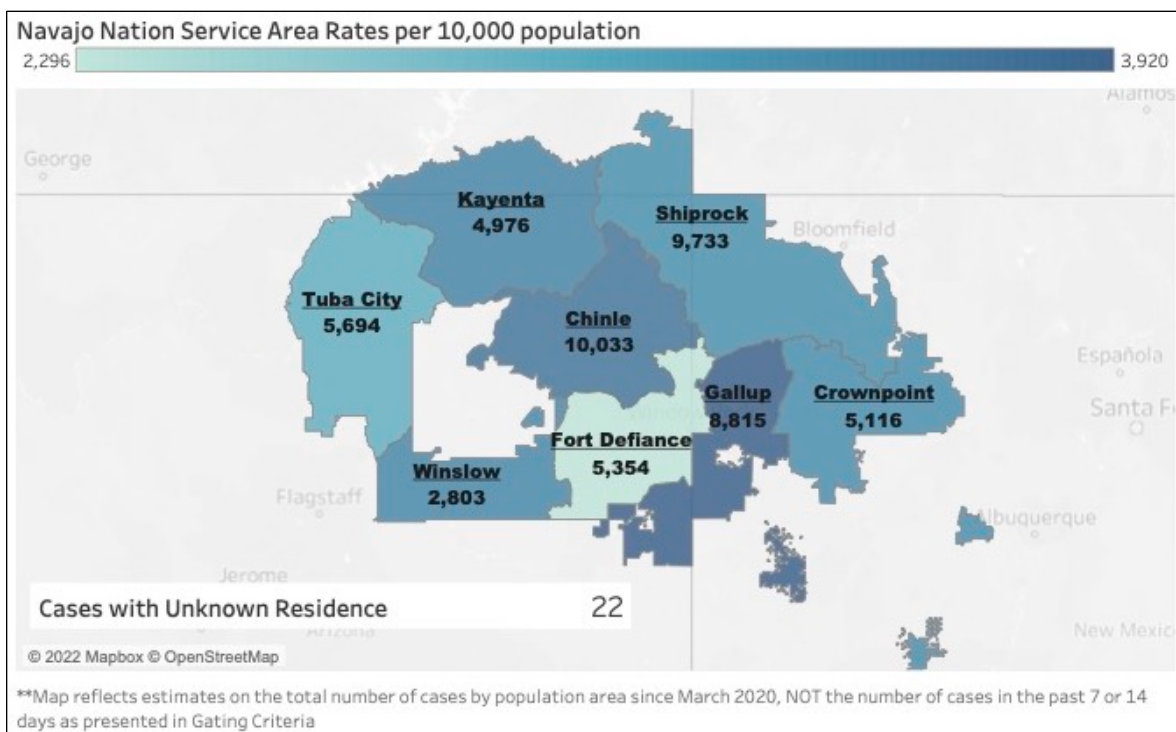 Navajo Nation Service Area Rates per 10,000 population
2,296
3,920
Alamos
George
Kayenta
4,976
Shiprock
9,733
Bloomfield
Tuba City
5,694
Chinle
10,033
Española
Gallup
8,815
Crownpoint
5,116
Santa F
Window
Fort Defiance
5,354
Winslow
2,803
Flagstaff
Albuquerque
Jerome
Cases with Unknown Residence 22
Arizona
New Mexic
© 2022 Mapbox © OpenStreetMap
**Map reflects estimates on the total number of cases by population area since March 2020, NOT the number of cases in the past 7 or 14
days as presented in Gating Criteria